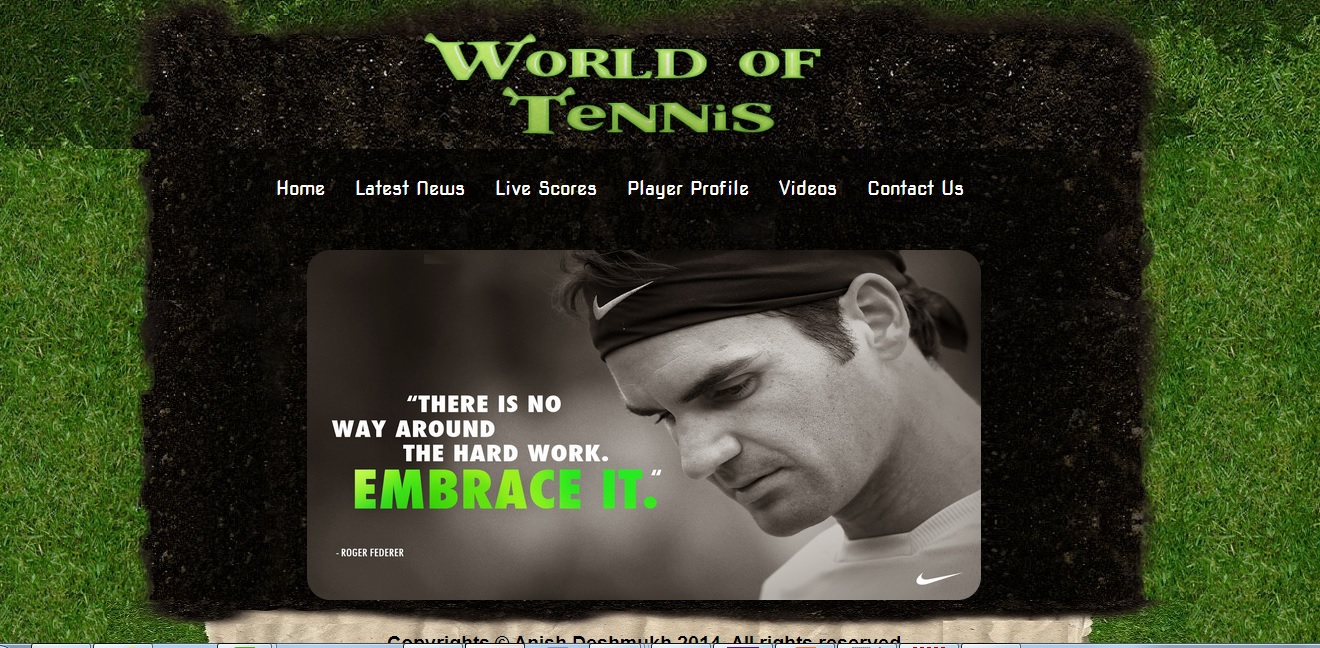 World of
TeNNiS
Home Latest News Live Scores Player Profile Videos Contact Us
“THERE IS NO
WAY AROUND
THE HARD WORK.
EMBRACE IT.“
- ROGER FEDERER
Copyrights © Anish Deshmukh 2014. All rights reserved